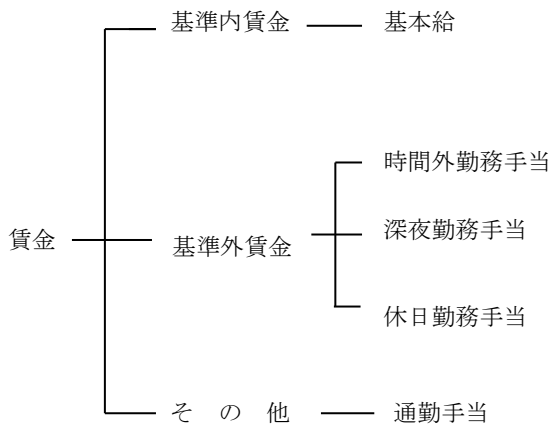 基準内賃金 基本給
時間外勤務手当
深夜勤務手当
賃金 基準外賃金
休日勤務手当
そ の 他 通勤手当